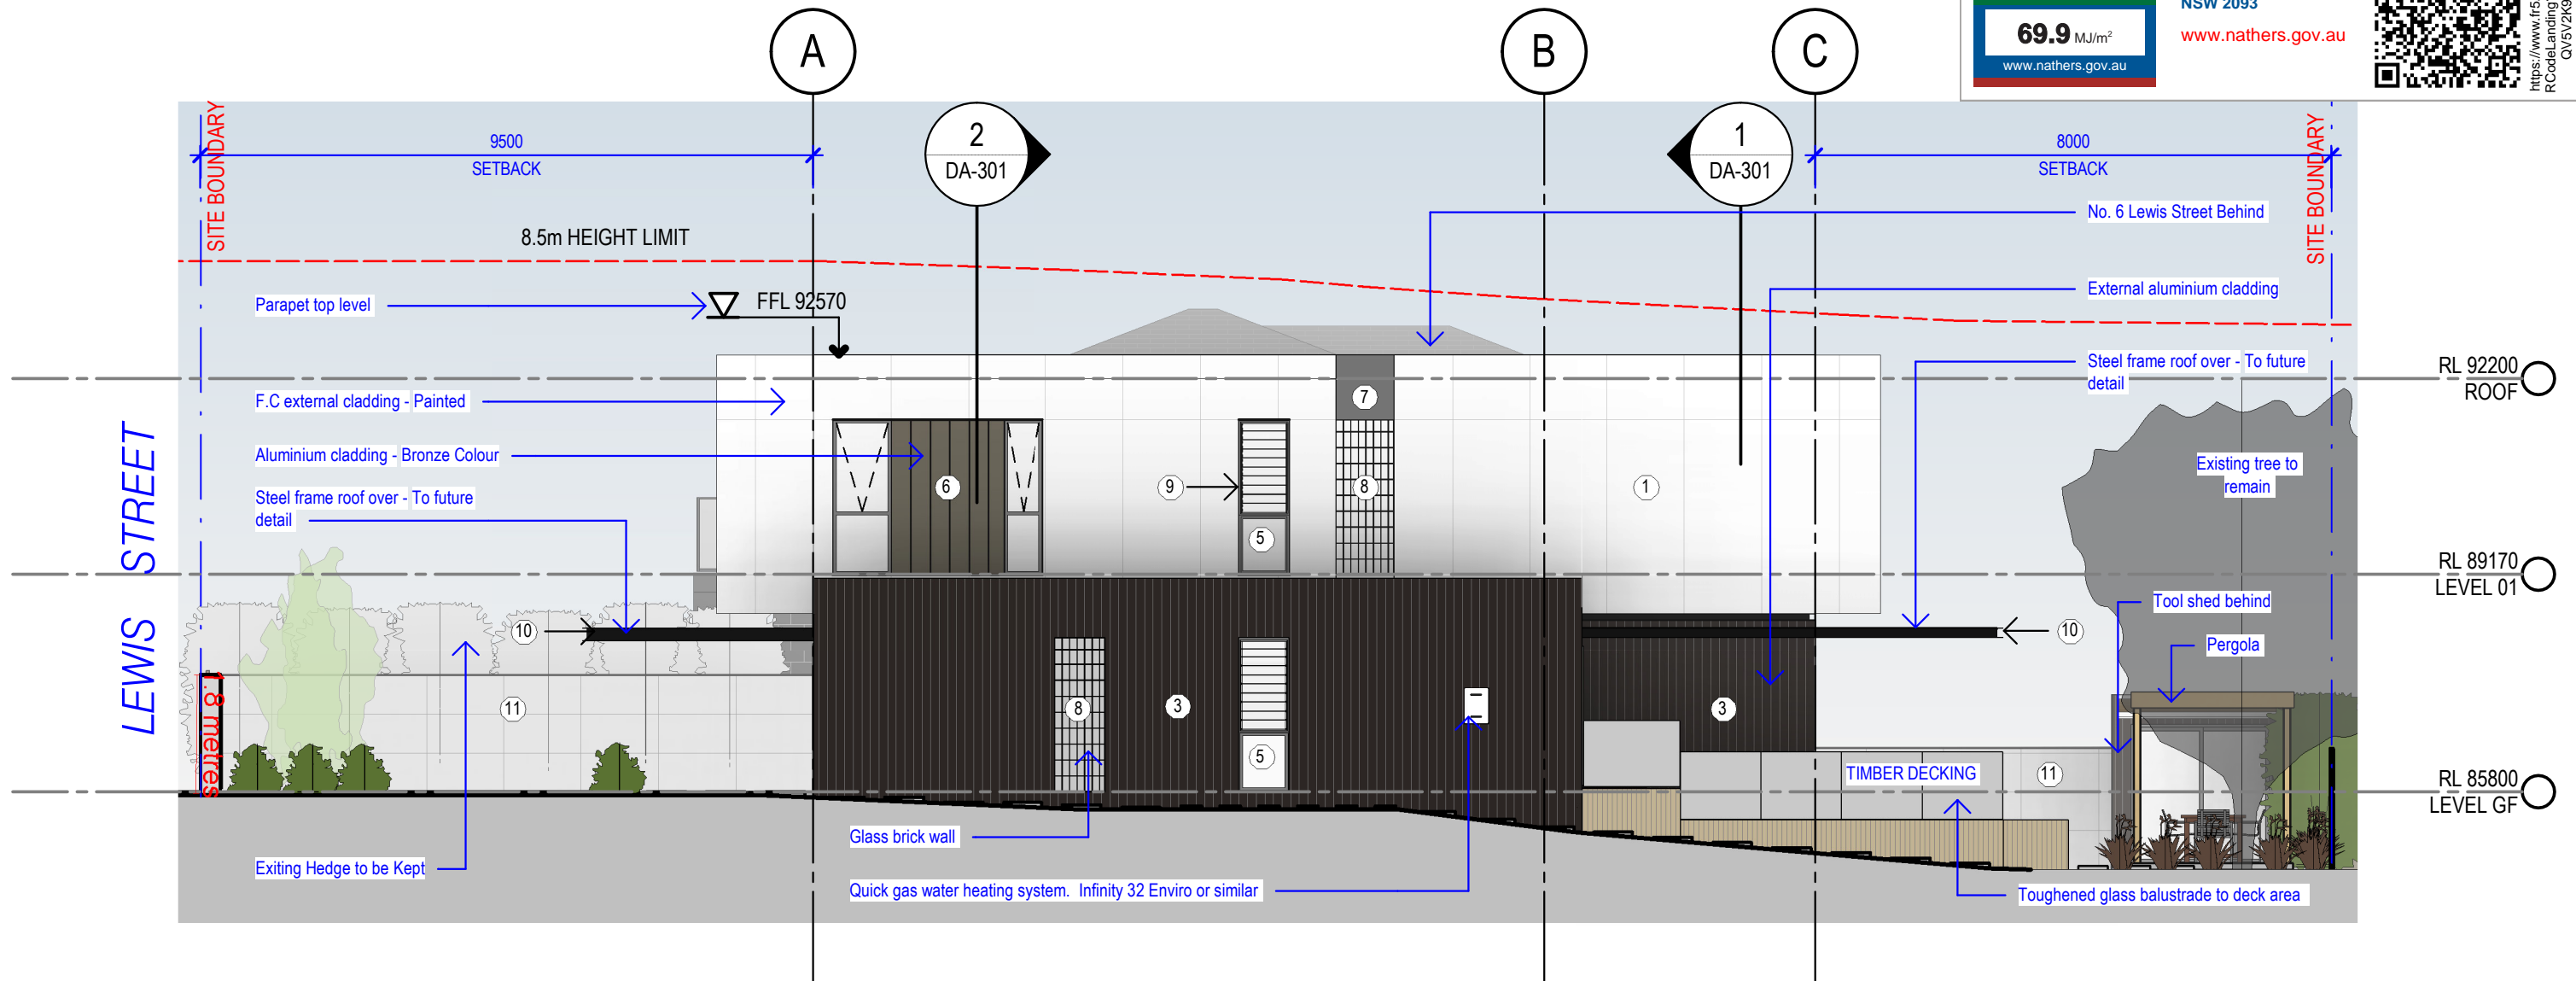 NSW 2093
69.9 MJ/m²
www.nathers.gov.au
www.nathers.gov.au
A
B
C
SITE BOUNDARY
9500
SETBACK
2
DA-301
1
DA-301
8000
SETBACK
SITE BOUNDARY
No. 6 Lewis Street Behind
8.5m HEIGHT LIMIT
External aluminium cladding
Parapet top level
FFL 92570
Steel frame roof over - To future
detail
RL 92200
ROOF
F.C external cladding - Painted
7
Aluminium cladding - Bronze Colour
Existing tree to
remain
6
9
8
1
Steel frame roof over - To future
detail
5
LEWIS STREET
RL 89170
LEVEL 01
Tool shed behind
10
10
Pergola
1.8 metres
11
8
3
3
5
TIMBER DECKING
11
RL 85800
LEVEL GF
Glass brick wall
Exiting Hedge to be Kept
Quick gas water heating system. Infinity 32 Enviro or similar
Toughened glass balustrade to deck area